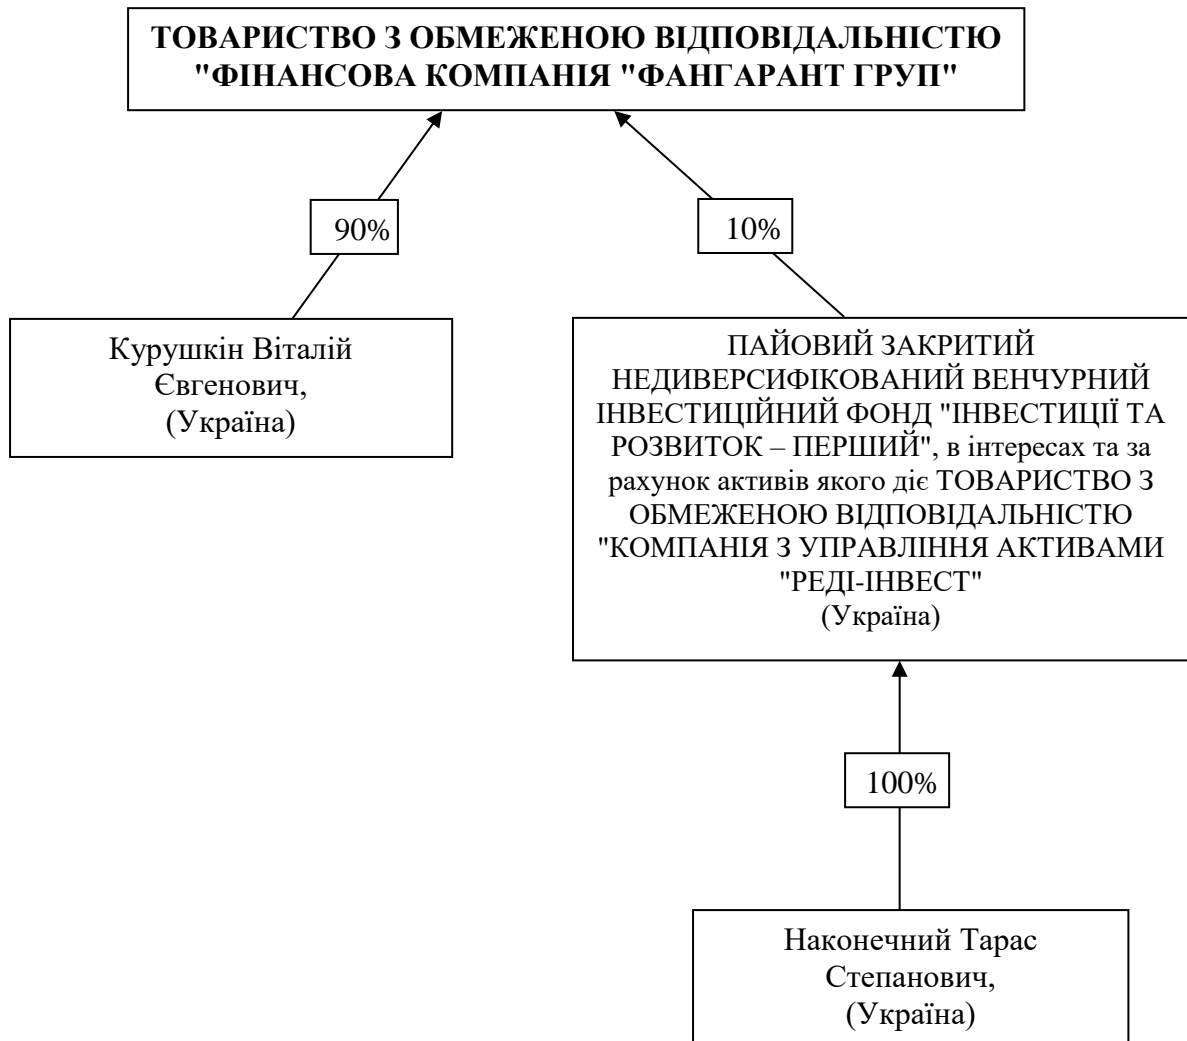 ТОВАРИСТВО З ОБМЕЖЕНОЮ ВІДПОВІДАЛЬНІСТЮ
"ФІНАНСОВА КОМПАНІЯ "ФАНГАРАНТ ГРУП"
90%
10%
Курушкін Віталій
Євгенович,
(Україна)
ПАЙОВИЙ ЗАКРИТИЙ
НЕДИВЕРСИФІКОВАНИЙ ВЕНЧУРНИЙ
ІНВЕСТИЦІЙНИЙ ФОНД "ІНВЕСТИЦІЇ ТА
РОЗВИТОК – ПЕРШИЙ", в інтересах та за
рахунок активів якого діє ТОВАРИСТВО З
ОБМЕЖЕНОЮ ВІДПОВІДАЛЬНІСТЮ
"КОМПАНІЯ З УПРАВЛІННЯ АКТИВАМИ
"РЕДІ-ІНВЕСТ"
(Україна)
100%
Наконечний Тарас
Степанович,
(Україна)